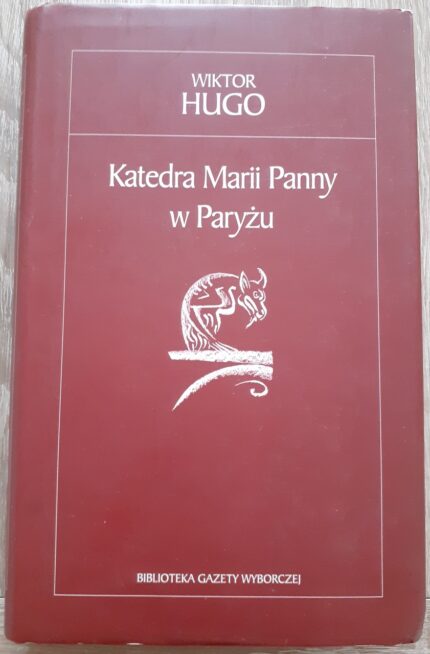 WIKTOR
HUGO
Katedra Marii Panny
w Paryżu
BIBLIOTEKA GAZETY WYBORCZEJ